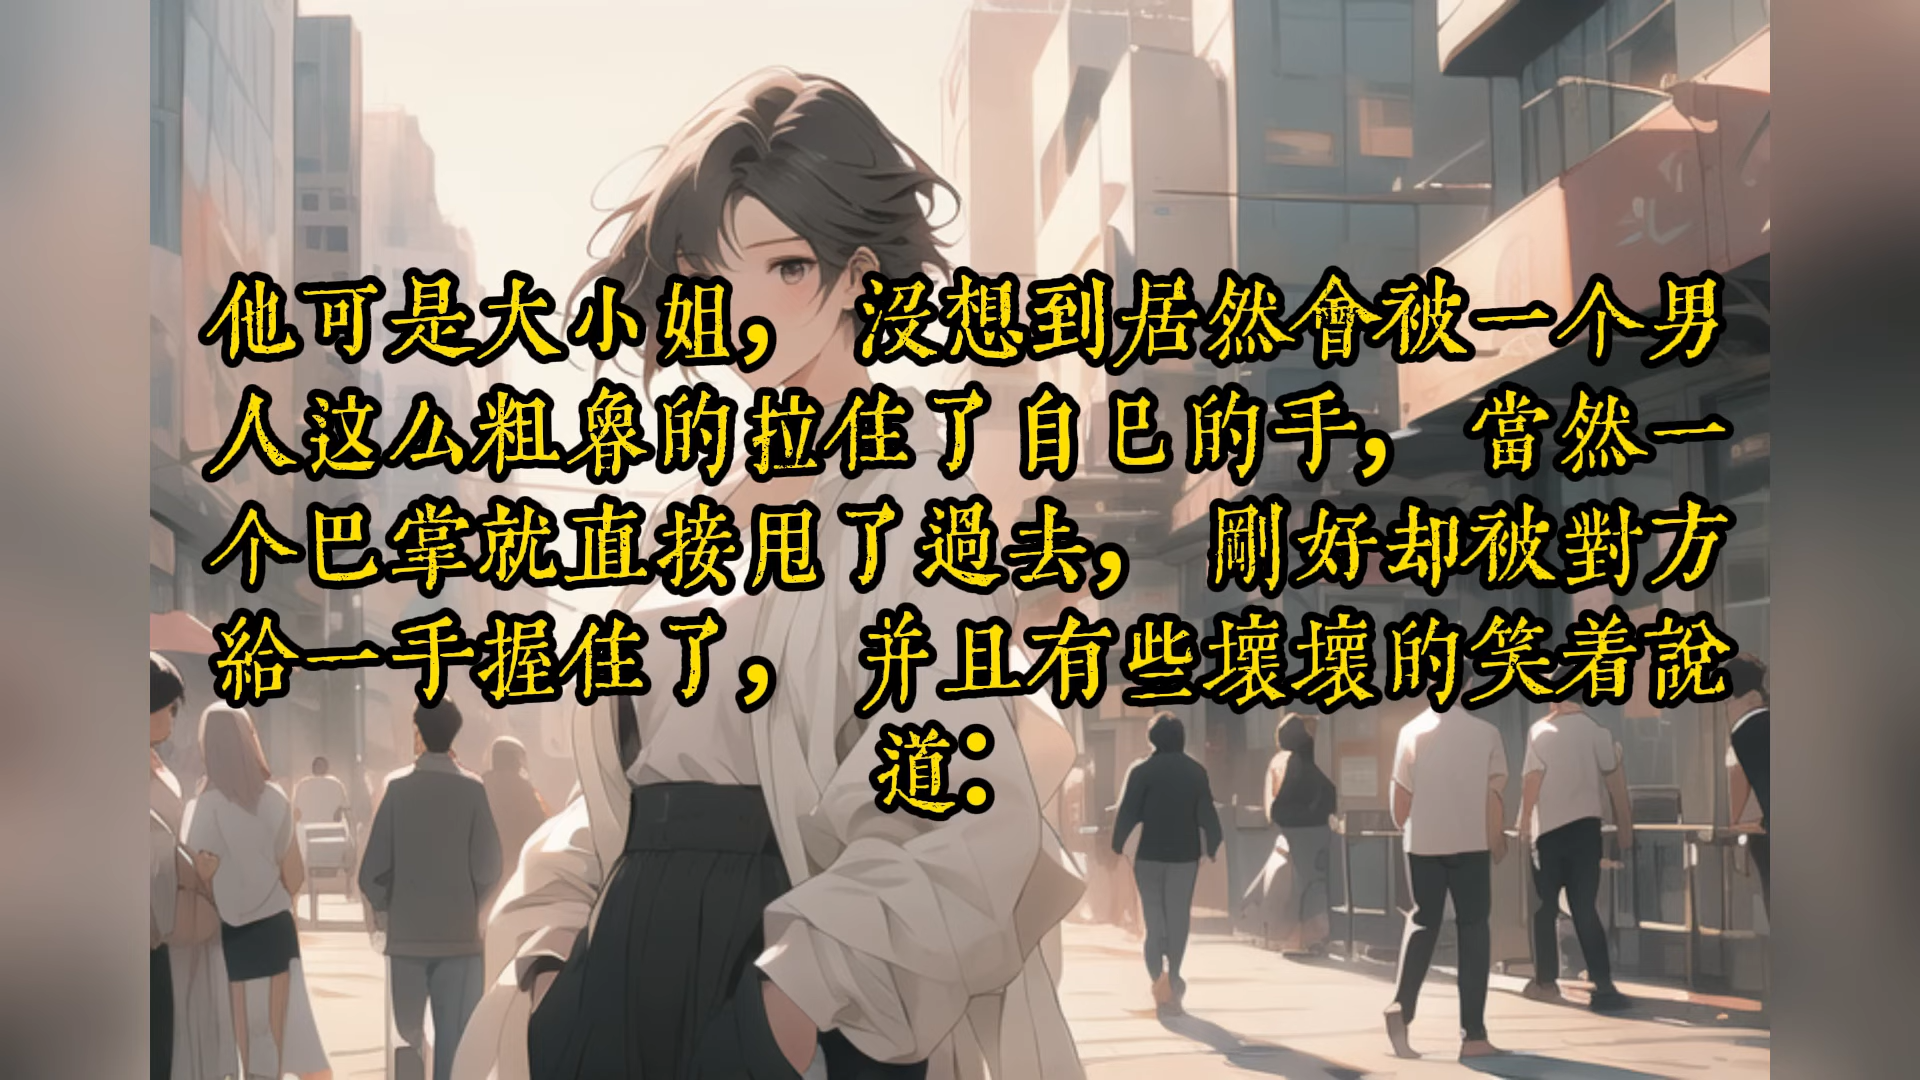 他可是大小姐，沒想到居然會被一个男
人这么粗魯的拉住了自已的手，當然一
个巴掌就直接甩了過去，剛好却被對方
給一手握住了，并且有些壞壞的笑着說
道：